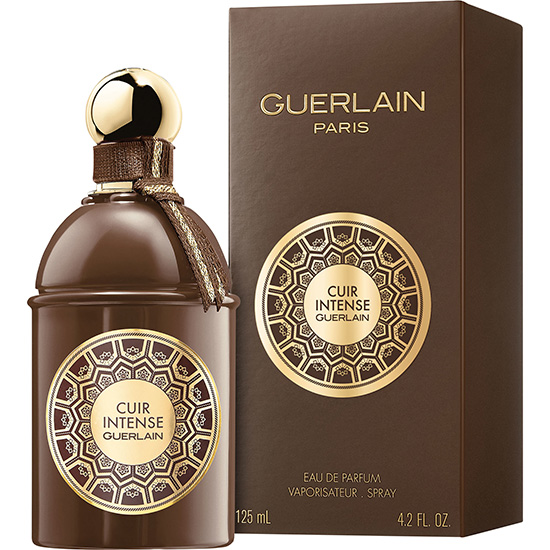 CUIR
INTENSE
GUERLAIN
GUERLAIN
PARIS
CUIR
INTENSE
GUERLAIN
EAU DE PARFUM
VAPORISATEUR . SPRAY
125 mL 4.2 FL. OZ.